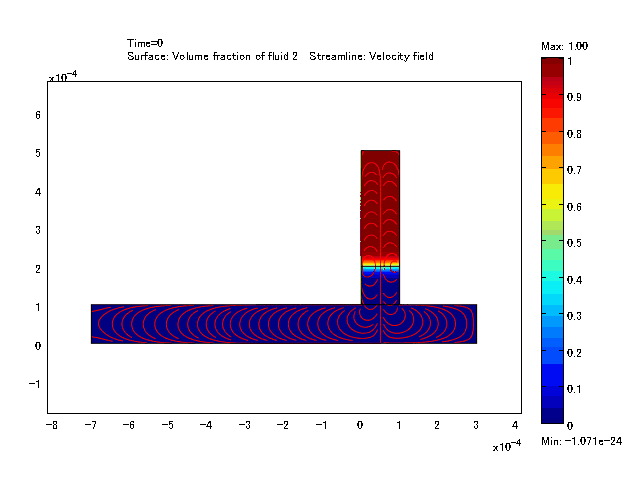 Time=0
Surface: Volume fraction of fluid 2   Streamline: Velocity field
Max: 1.00
x10⁻⁴
6
5
4
3
2
1
0
-1
-8 -7 -6 -5 -4 -3 -2 -1 0 1 2 3 4
x10⁻⁴
1
0.9
0.8
0.7
0.6
0.5
0.4
0.3
0.2
0.1
0
Min: -1.071e-24